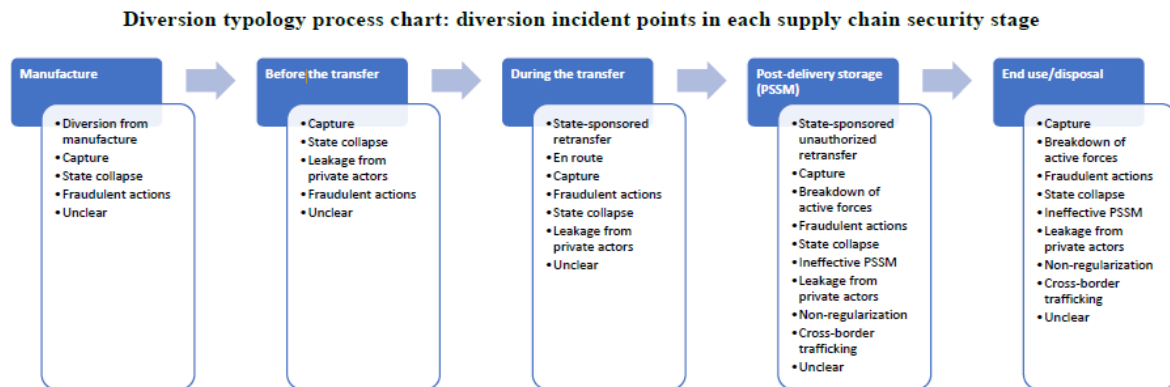 Diversion typology process chart: diversion incident points in each supply chain security stage
Manufacture
• Diversion from
manufacture
• Capture
• State collapse
• Fraudulent actions
• Unclear
Before the transfer
• Capture
• State collapse
• Leakage from
private actors
• Fraudulent actions
• Unclear
During the transfer
• State-sponsored
retransfer
• En route
• Capture
• Fraudulent actions
• State collapse
• Leakage from
private actors
• Unclear
Post-delivery storage
(PSSM)
• State-sponsored
unauthorized
retransfer
• Capture
• Breakdown of
active forces
• Fraudulent actions
• State collapse
• Ineffective PSSM
• Leakage from
private actors
• Non-regularization
• Cross-border
trafficking
• Unclear
End use/disposal
• Capture
• Breakdown of
active forces
• Fraudulent actions
• State collapse
• Ineffective PSSM
• Leakage from
private actors
• Non-regularization
• Cross-border
trafficking
• Unclear